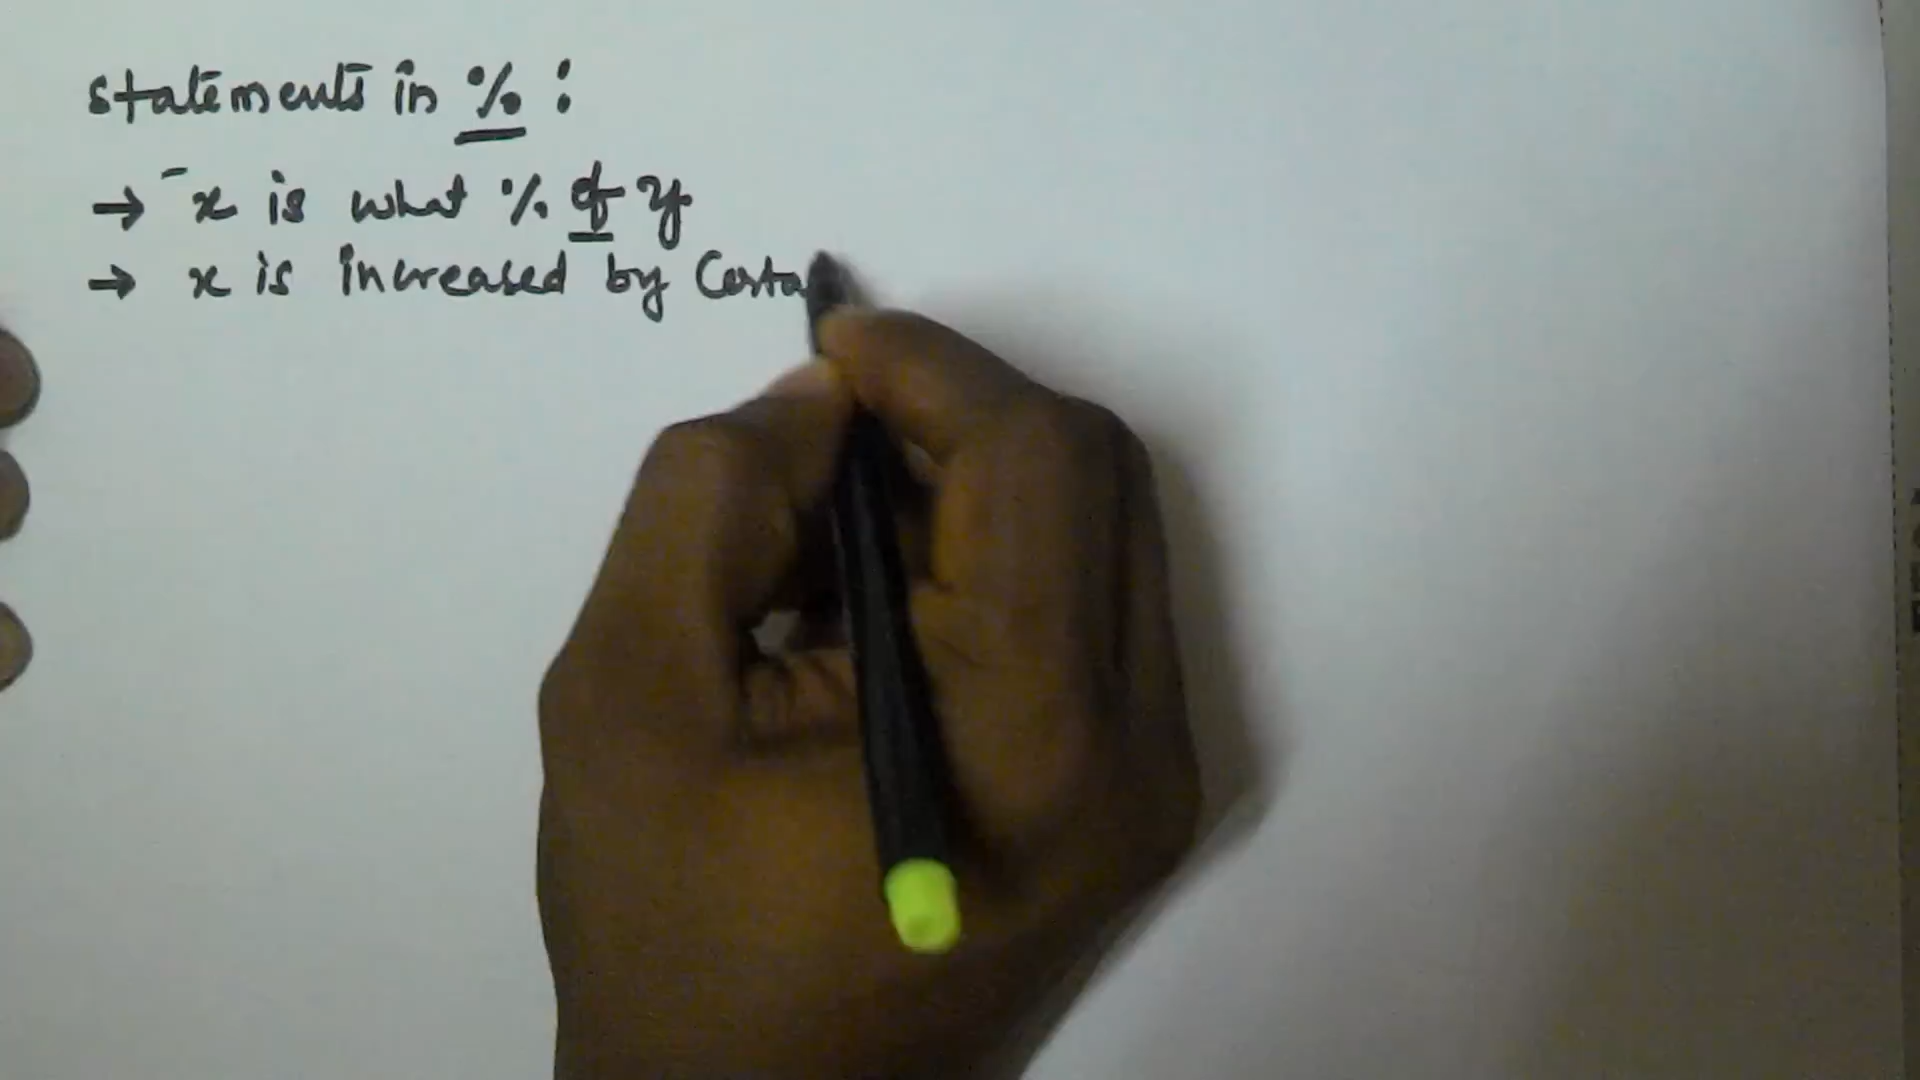 Statements in % :
→ x is what % of y
→ x is increased by Certa